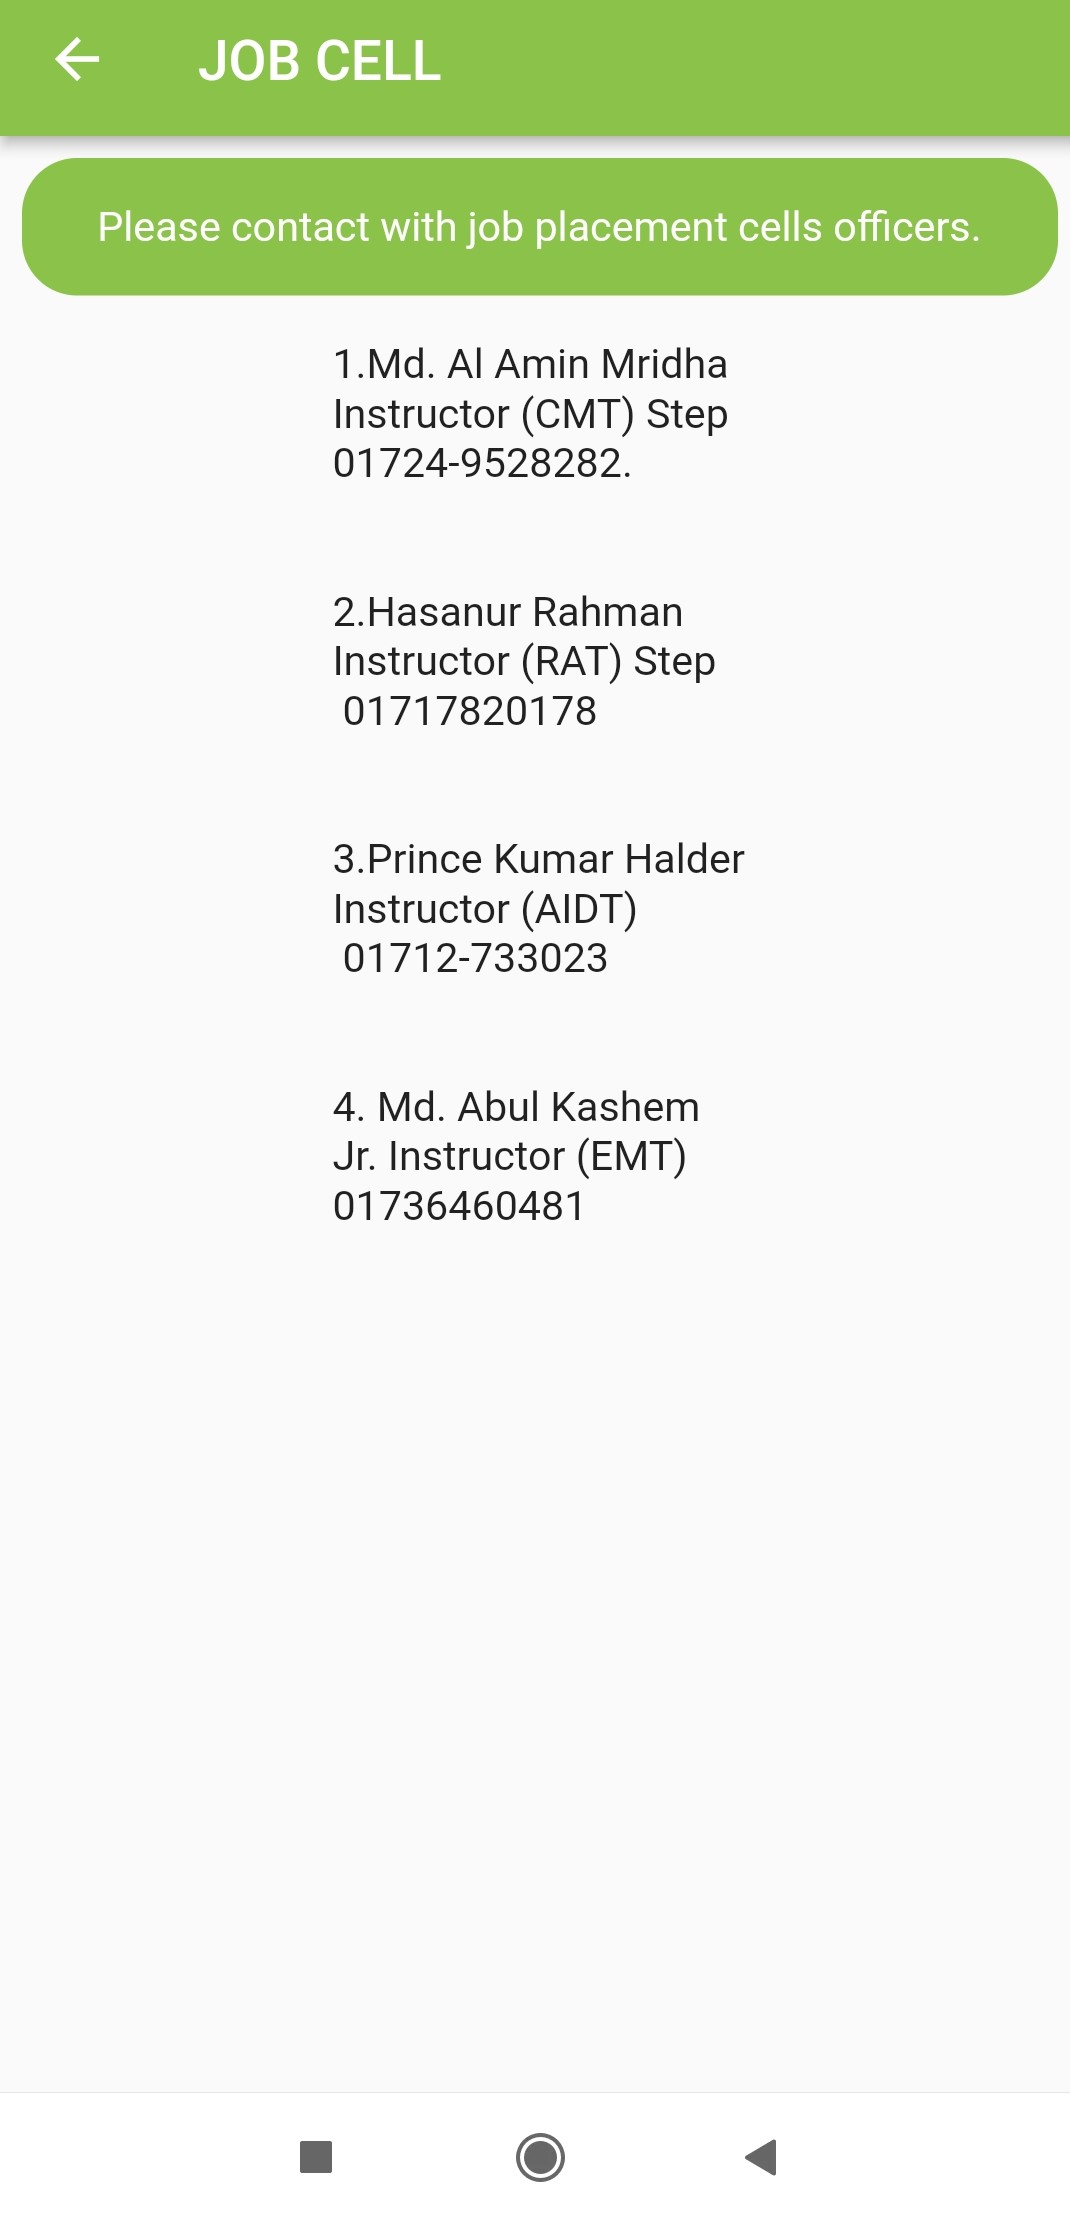 JOB CELL
Please contact with job placement cells officers.
1.Md. Al Amin Mridha
Instructor (CMT) Step
01724-9528282.
2.Hasanur Rahman
Instructor (RAT) Step
01717820178
3.Prince Kumar Halder
Instructor (AIDT)
01712-733023
4. Md. Abul Kashem
Jr. Instructor (EMT)
01736460481